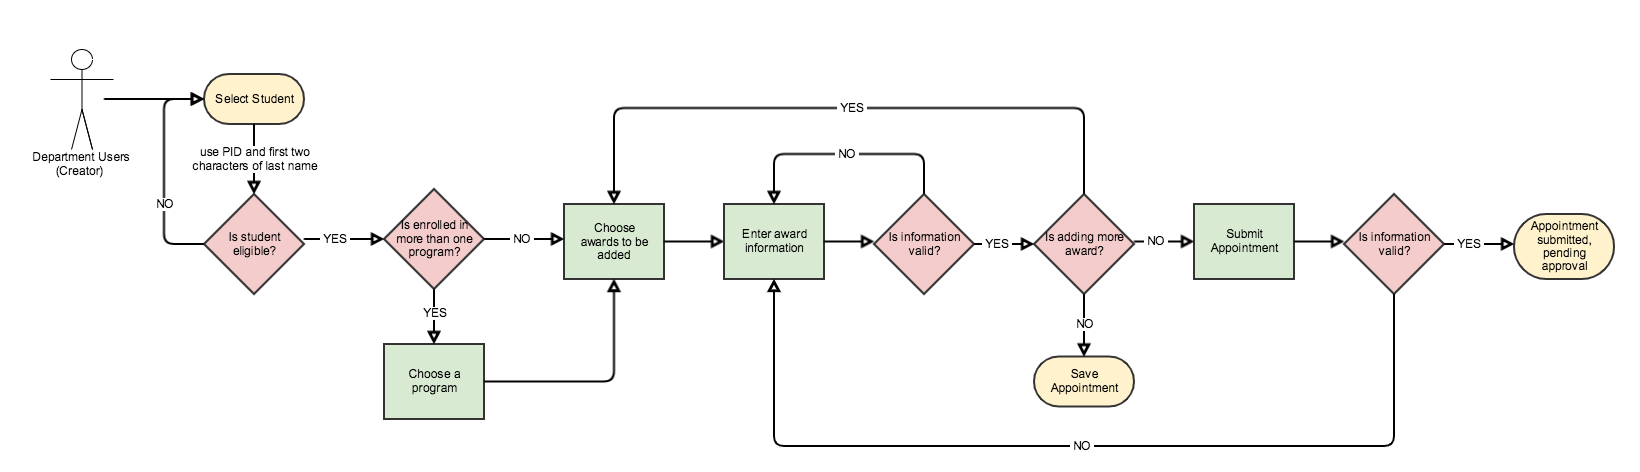 Department Users
(Creator)
Select Student
use PID and first two
characters of last name
NO
Is student
eligible?
YES
Is enrolled in
more than one
program?
NO
YES
Choose a
program
Choose
awards to be
added
Enter award
information
NO
Is information
valid?
YES
YES
Is adding more
award?
NO
NO
Save
Appointment
Submit
Appointment
Is information
valid?
NO
YES
Appointment
submitted,
pending
approval